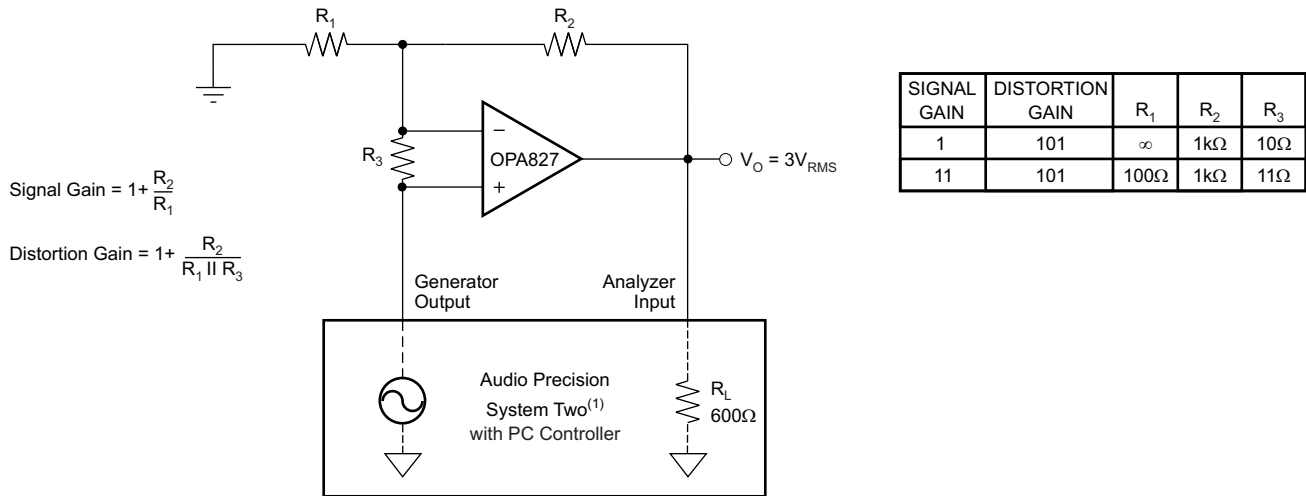 R1
R2
SIGNAL GAIN DISTORTION GAIN R1 R2 R3
1 101 ∞ 1kΩ 10Ω
11 101 100Ω 1kΩ 11Ω
R3
−
+
OPA827
VO = 3VRMS
Signal Gain = 1+ R2/R1
Distortion Gain = 1+ R2/(R1 II R3)
Generator
Output
Analyzer
Input
Audio Precision
System Two(1)
with PC Controller
RL
600Ω